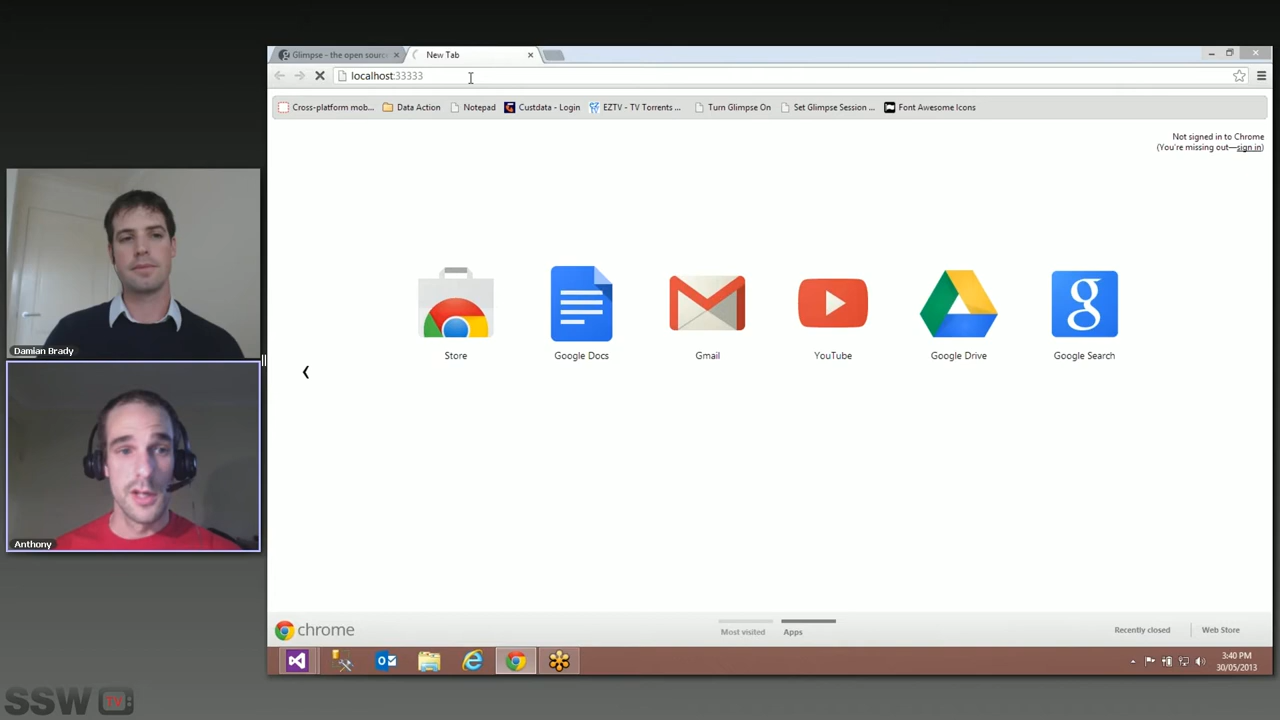 Glimpse - the open sourc
New Tab
localhost:33333
Cross-platform mob...
Data Action
Notepad
Custdata - Login
EZTV - TV Torrents ...
Turn Glimpse On
Set Glimpse Session ...
Font Awesome Icons
Not signed in to Chrome
(You're missing out—sign in)
Damian Brady
Store
Google Docs
Gmail
YouTube
Google Drive
Google Search
Anthony
chrome
Most visited
Apps
Recently closed
Web Store
3:40 PM
30/05/2013
SSW TV